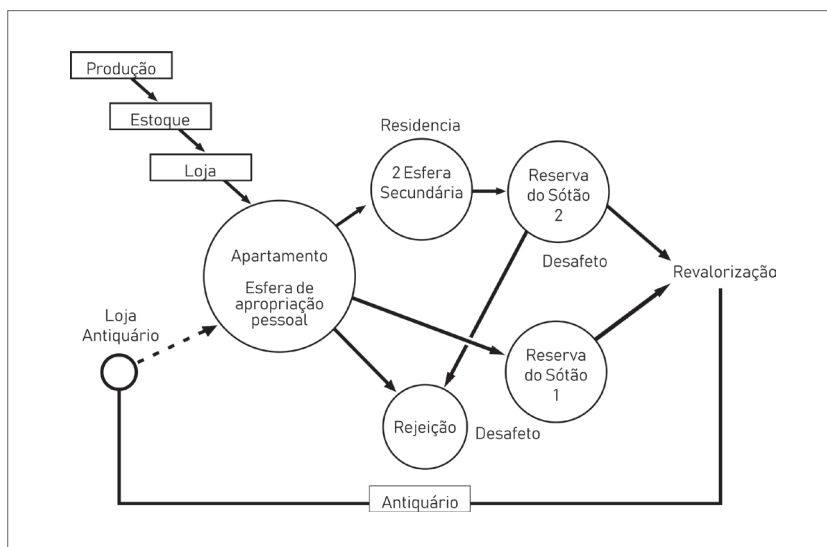 Produção
Estoque
Loja
Residencia
2 Esfera
Secundária
Reserva
do Sótão
2
Desafeto
Revalorização
Apartamento
Esfera de
apropriação
pessoal
Loja
Antiquário
Reserva
do Sótão
1
Rejeição
Desafeto
Antiquário